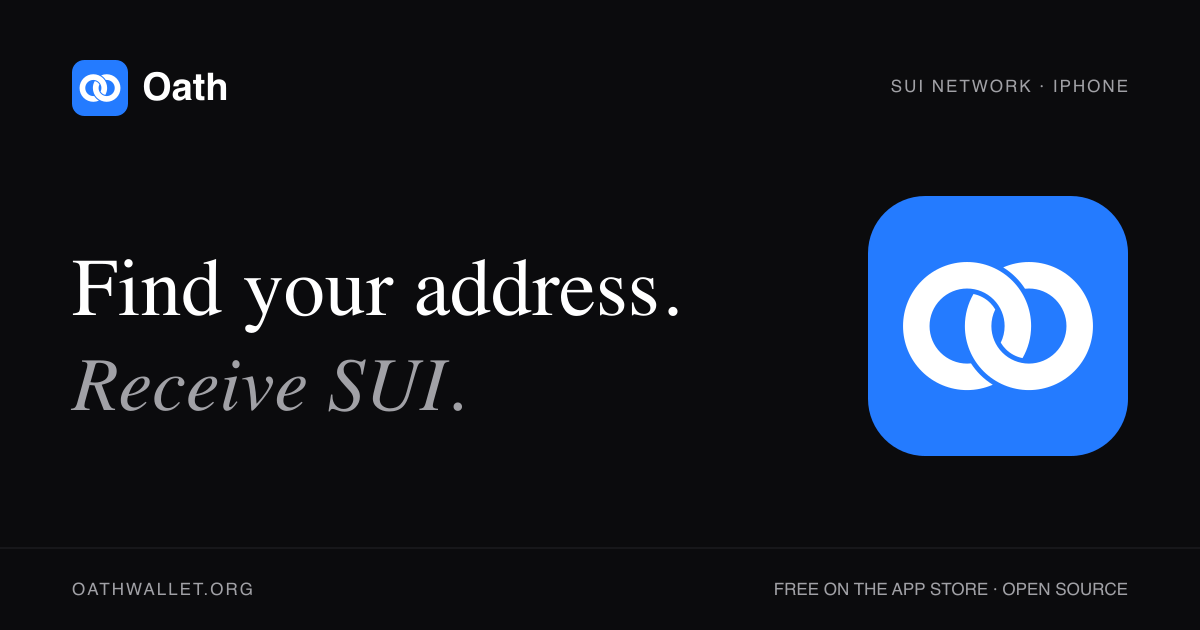 Oath
SUI NETWORK · IPHONE
Find your address.
Receive SUI.
OATHWALLET.ORG
FREE ON THE APP STORE · OPEN SOURCE